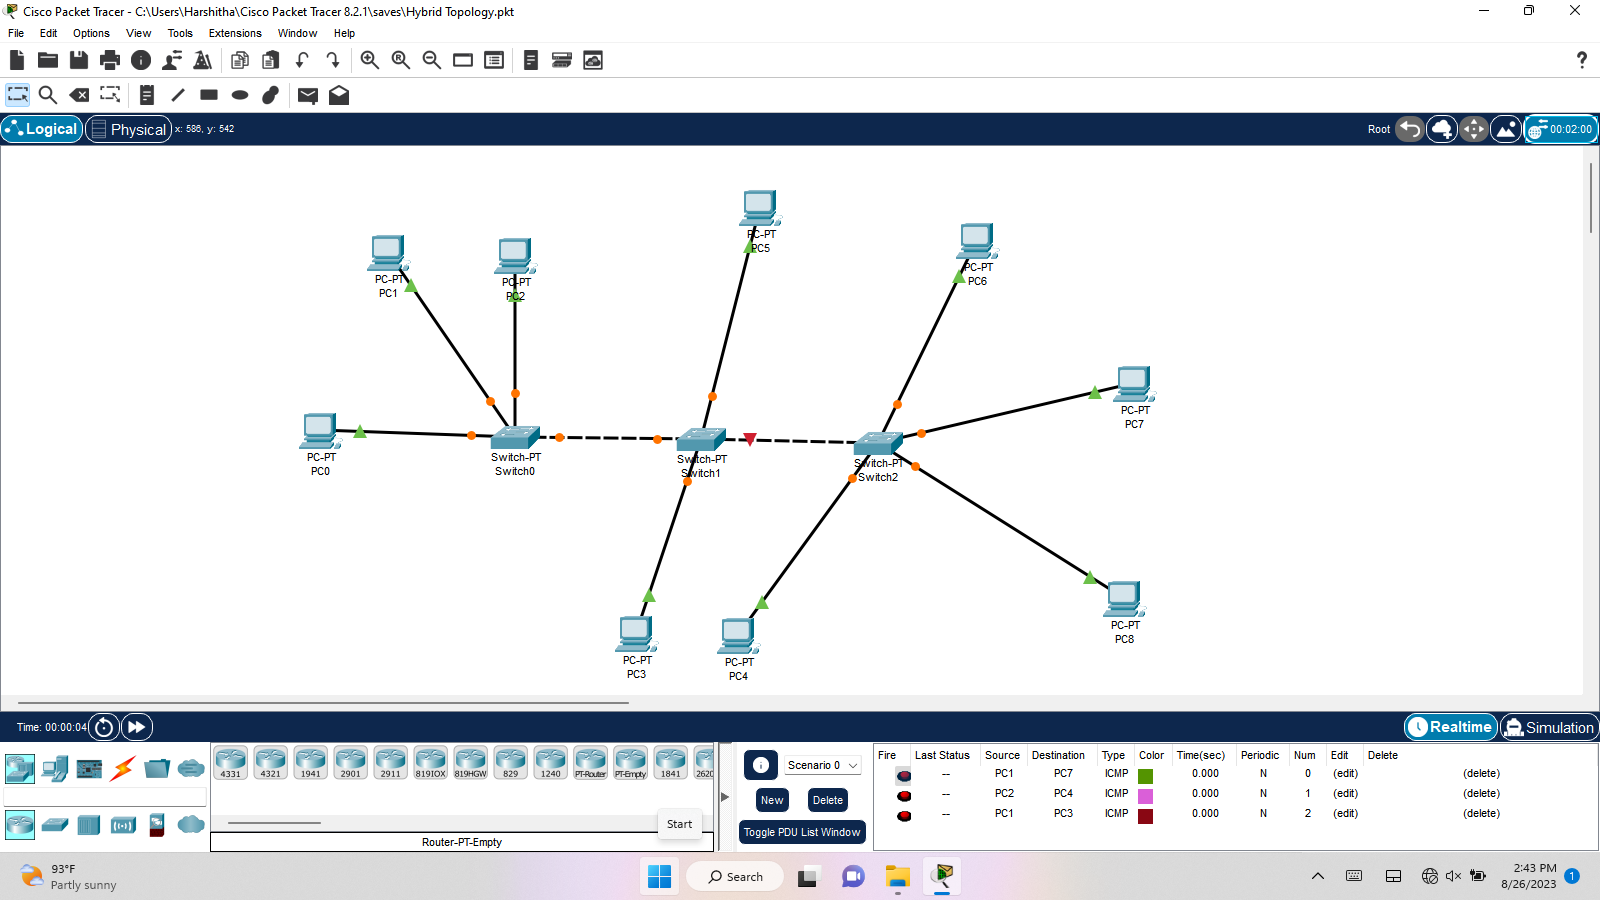 Cisco Packet Tracer - C:\Users\Harshitha\Cisco Packet Tracer 8.2.1\saves\Hybrid Topology.pkt
File Edit Options View Tools Extensions Window Help
Logical Physical x: 586, y: 542 Root 00:02:00
PC-PT
PC5
PC-PT
PC6
PC-PT
PC1
PC-PT
PC2
PC-PT
PC7
PC-PT
PC0
Switch-PT
Switch0
Switch-PT
Switch1
Switch-PT
Switch2
PC-PT
PC8
PC-PT
PC3
PC-PT
PC4
Time: 00:00:04 Realtime Simulation
4331 4321 1941 2901 2911 819IOX 819HGW 829 1240 PT-Router PT-Empty 1841 2620
Start
Router-PT-Empty
Scenario 0
New Delete
Toggle PDU List Window
Fire Last Status Source Destination Type Color Time(sec) Periodic Num Edit Delete
-- PC1 PC7 ICMP 0.000 N 0 (edit) (delete)
-- PC2 PC4 ICMP 0.000 N 1 (edit) (delete)
-- PC1 PC3 ICMP 0.000 N 2 (edit) (delete)
93°F
Partly sunny
Search
2:43 PM
8/26/2023
1